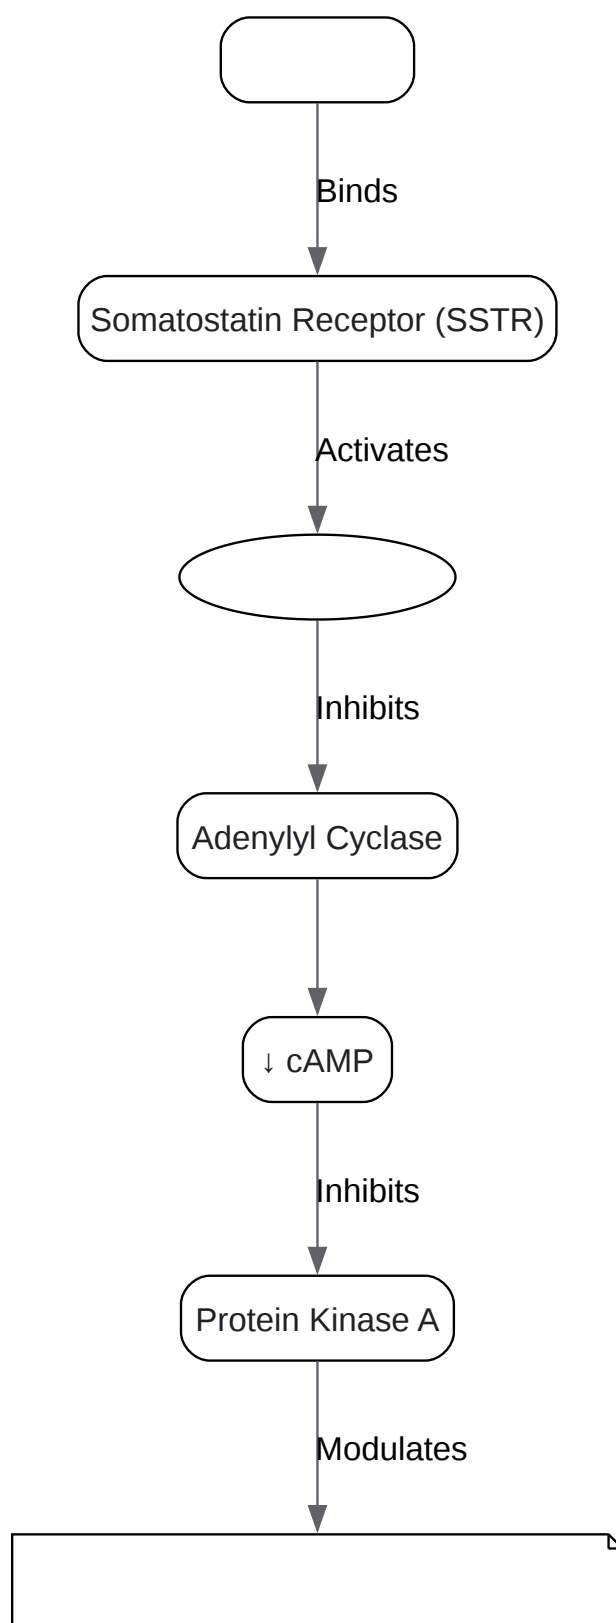 Binds
Somatostatin Receptor (SSTR)
Activates
Inhibits
Adenylyl Cyclase
↓ cAMP
Inhibits
Protein Kinase A
Modulates